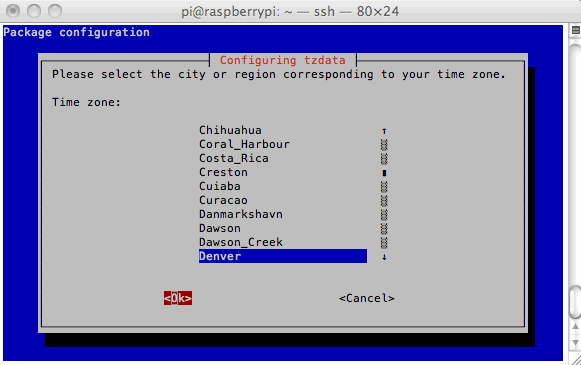 pi@raspberrypi: ~ — ssh — 80×24
Package configuration
Configuring tzdata
Please select the city or region corresponding to your time zone.
Time zone:
Chihuahua
Coral_Harbour
Costa_Rica
Creston
Cuiaba
Curacao
Danmarkshavn
Dawson
Dawson_Creek
Denver
<Ok> <Cancel>